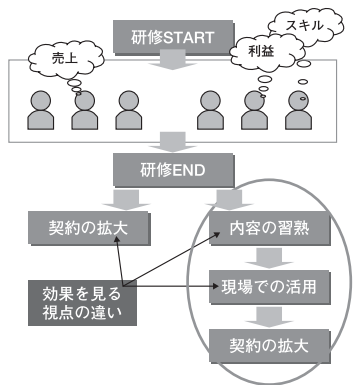 研修START
スキル
利益
売上
研修END
契約の拡大
内容の習熟
効果を見る
視点の違い
現場での活用
契約の拡大